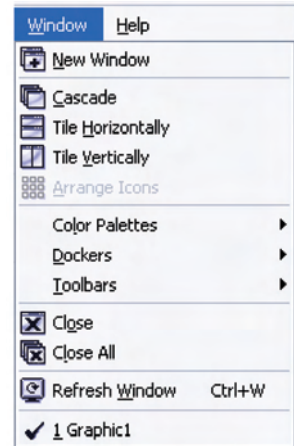 Window Help
New Window
Cascade
Tile Horizontally
Tile Vertically
Arrange Icons
Color Palettes
Dockers
Toolbars
Close
Close All
Refresh Window Ctrl+W
1 Graphic1